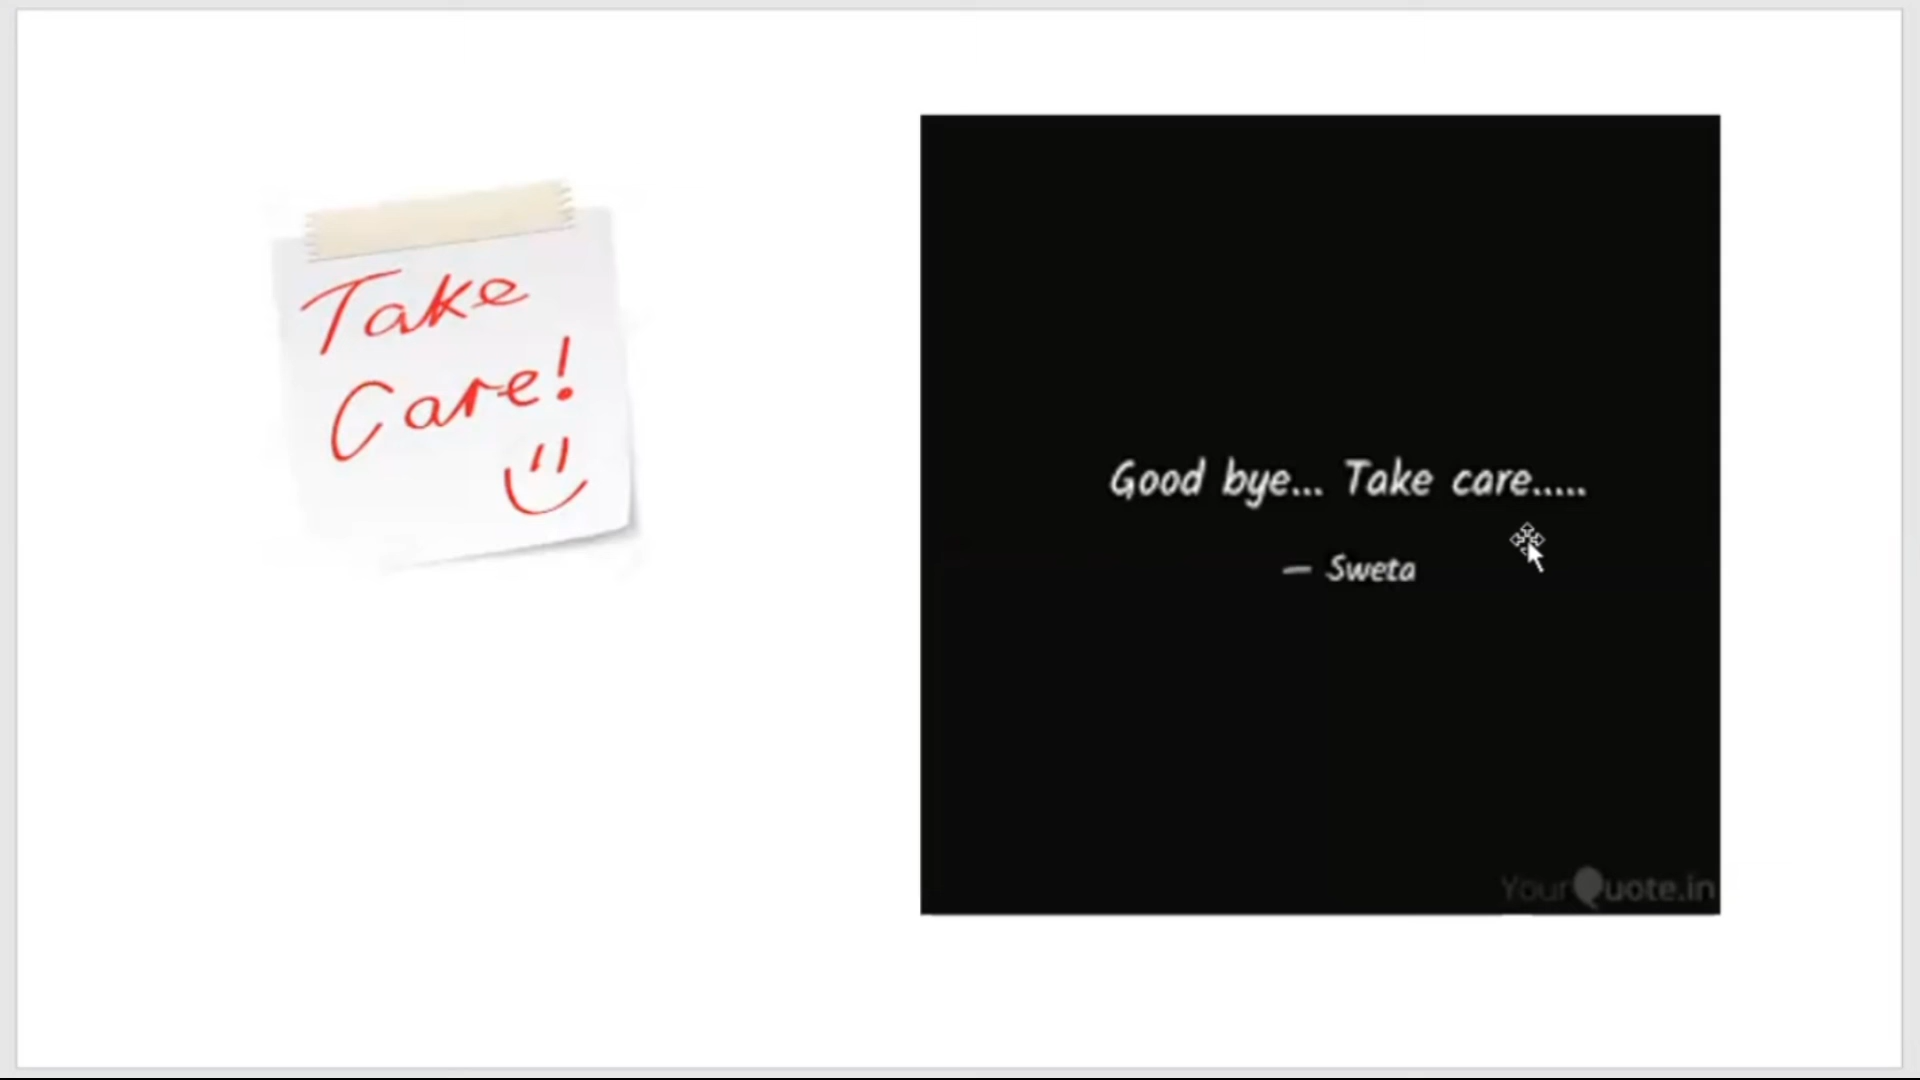 Take
Care!
Good bye... Take care.....
— Sweta
YourQuote.in